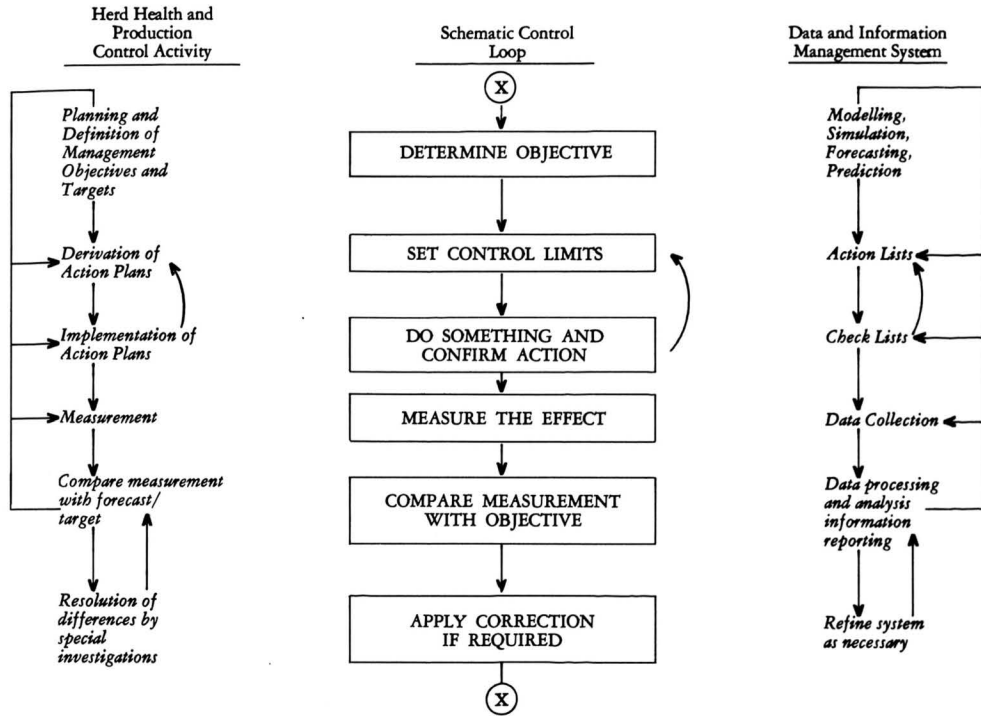 Herd Health and
Production
Control Activity
Planning and
Definition of
Management
Objectives and
Targets
Derivation of
Action Plans
Implementation of
Action Plans
Measurement
Compare measurement
with forecast/
target
Resolution of
differences by
special
investigations
Schematic Control
Loop
X
DETERMINE OBJECTIVE
SET CONTROL LIMITS
DO SOMETHING AND
CONFIRM ACTION
MEASURE THE EFFECT
COMPARE MEASUREMENT
WITH OBJECTIVE
APPLY CORRECTION
IF REQUIRED
X
Data and Information
Management System
Modelling,
Simulation,
Forecasting,
Prediction
Action Lists
Check Lists
Data Collection
Data processing
and analysis
information
reporting
Refine system
as necessary